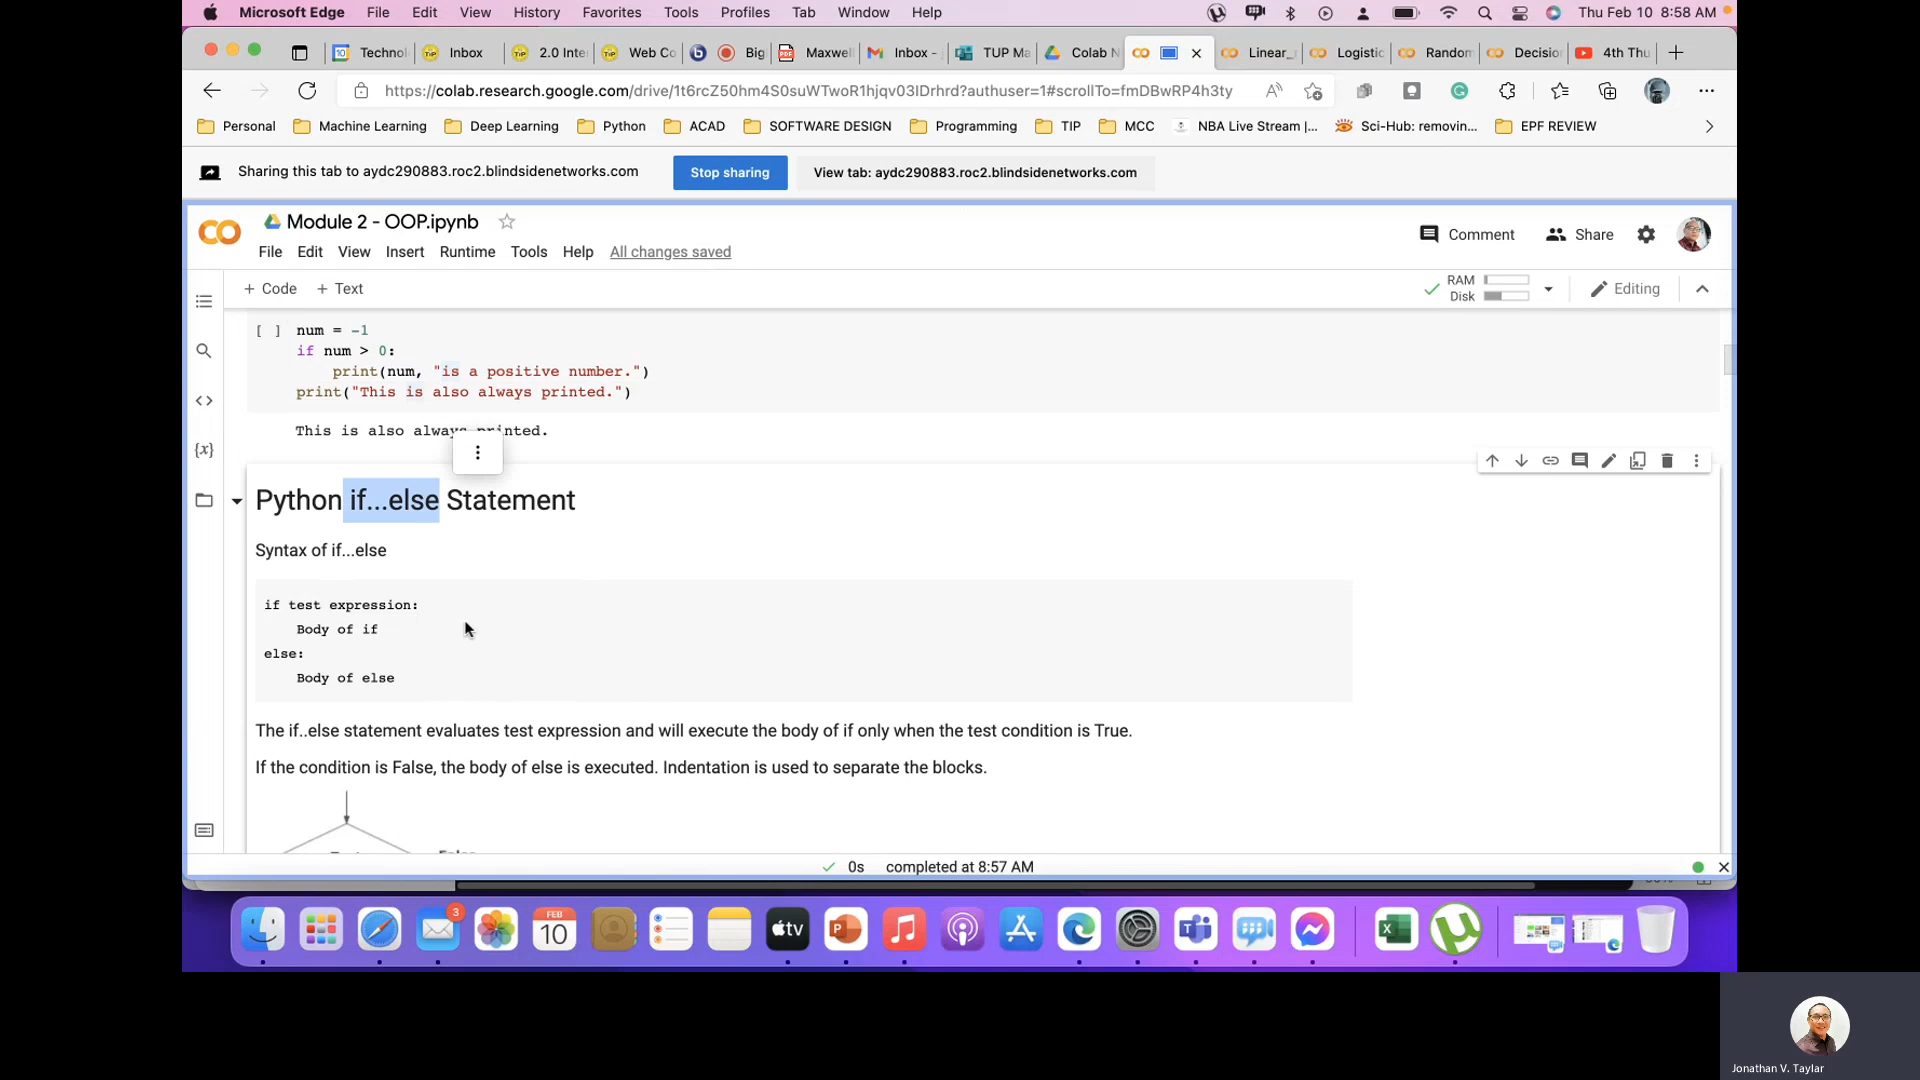 Microsoft Edge File Edit View History Favorites Tools Profiles Tab Window Help Thu Feb 10 8:58 AM
Technol Inbox 2.0 Inte Web Co Big Maxwel Inbox - TUP Ma Colab N Linear_ Logistic Random Decision 4th Thu
https://colab.research.google.com/drive/1t6rcZ50hm4S0suWTwoR1hjqv03IDrhrd?authuser=1#scrollTo=fmDBwRP4h3ty
Personal Machine Learning Deep Learning Python ACAD SOFTWARE DESIGN Programming TIP MCC NBA Live Stream |... Sci-Hub: removin... EPF REVIEW
Sharing this tab to aydc290883.roc2.blindsidenetworks.com Stop sharing View tab: aydc290883.roc2.blindsidenetworks.com
Module 2 - OOP.ipynb
Comment Share
File Edit View Insert Runtime Tools Help All changes saved
+ Code + Text
RAM
Disk
Editing
[ ] num = -1
if num > 0:
print(num, "is a positive number.")
print("This is also always printed.")
This is also always printed.
Python if...else Statement
Syntax of if...else
if test expression:
Body of if
else:
Body of else
The if..else statement evaluates test expression and will execute the body of if only when the test condition is True.
If the condition is False, the body of else is executed. Indentation is used to separate the blocks.
0s completed at 8:57 AM
3
FEB
10
tv
Jonathan V. Taylor